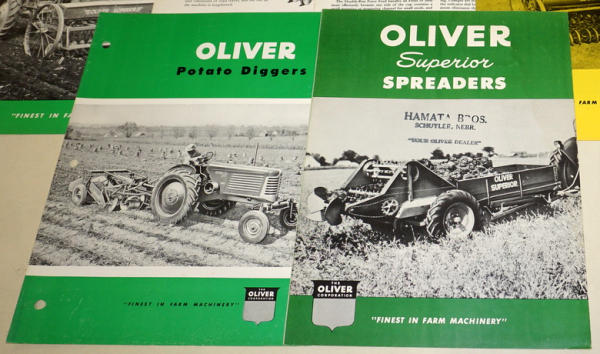 OLIVER
Potato Diggers
"FINEST IN FARM MACHINERY"
THE
OLIVER
CORPORATION
OLIVER
Superior
SPREADERS
HAMATA BROS.
SCHUYLER, NEBR.
"YOUR OLIVER DEALER"
OLIVER
SUPERIOR
THE
OLIVER
CORPORATION
"FINEST IN FARM MACHINERY"
"FINEST IN
FARM